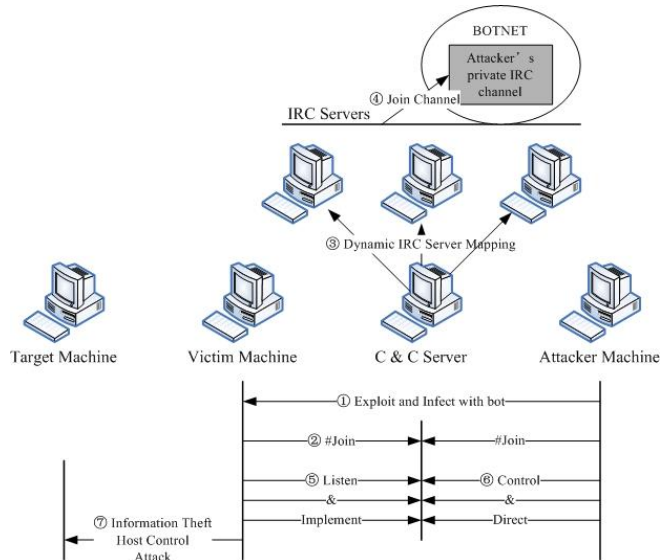 BOTNET
Attacker's
private IRC
channel
④ Join Channel
IRC Servers
③ Dynamic IRC Server Mapping
Target Machine
Victim Machine
C & C Server
Attacker Machine
① Exploit and Infect with bot
② #Join
#Join
⑤ Listen
⑥ Control
&
&
Implement
Direct
⑦ Information Theft
Host Control
Attack